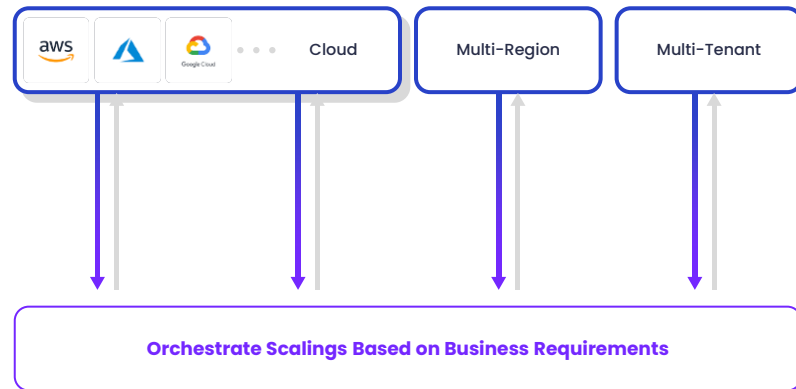 aws
Google Cloud
Cloud
Multi-Region
Multi-Tenant
Orchestrate Scalings Based on Business Requirements